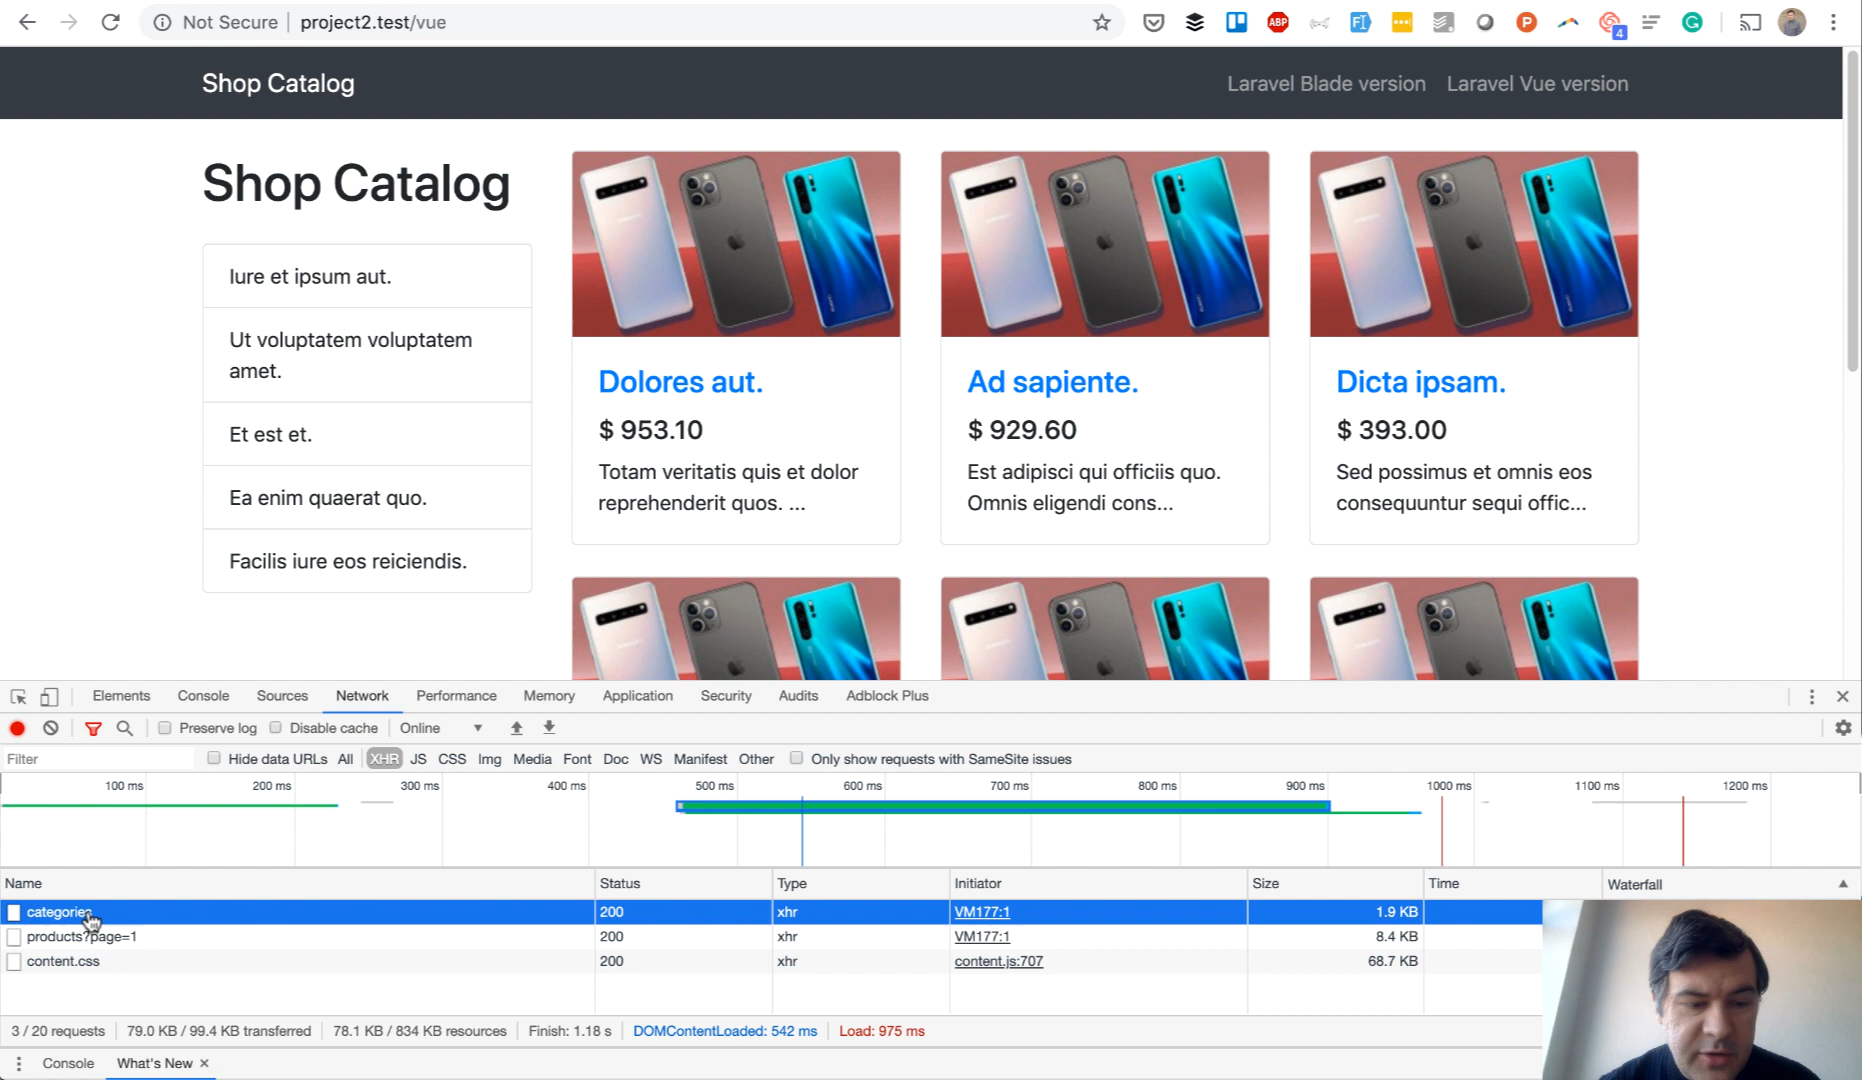 Not Secure | project2.test/vue
ABP
4
Shop Catalog
Laravel Blade version Laravel Vue version
Shop Catalog
Iure et ipsum aut.
Ut voluptatem voluptatem
amet.
Et est et.
Ea enim quaerat quo.
Facilis iure eos reiciendis.
Dolores aut.
$ 953.10
Totam veritatis quis et dolor
reprehenderit quos. ...
Ad sapiente.
$ 929.60
Est adipisci qui officiis quo.
Omnis eligendi cons...
Dicta ipsam.
$ 393.00
Sed possimus et omnis eos
consequuntur sequi offic...
Elements Console Sources Network Performance Memory Application Security Audits Adblock Plus
Preserve log Disable cache Online
Filter Hide data URLs All XHR JS CSS Img Media Font Doc WS Manifest Other Only show requests with SameSite issues
100 ms 200 ms 300 ms 400 ms 500 ms 600 ms 700 ms 800 ms 900 ms 1000 ms 1100 ms 1200 ms
Name Status Type Initiator Size Time Waterfall
categories 200 xhr VM177:1 1.9 KB
products?page=1 200 xhr VM177:1 8.4 KB
content.css 200 xhr content.js:707 68.7 KB
3 / 20 requests 79.0 KB / 99.4 KB transferred 78.1 KB / 834 KB resources Finish: 1.18 s DOMContentLoaded: 542 ms Load: 975 ms
Console What's New